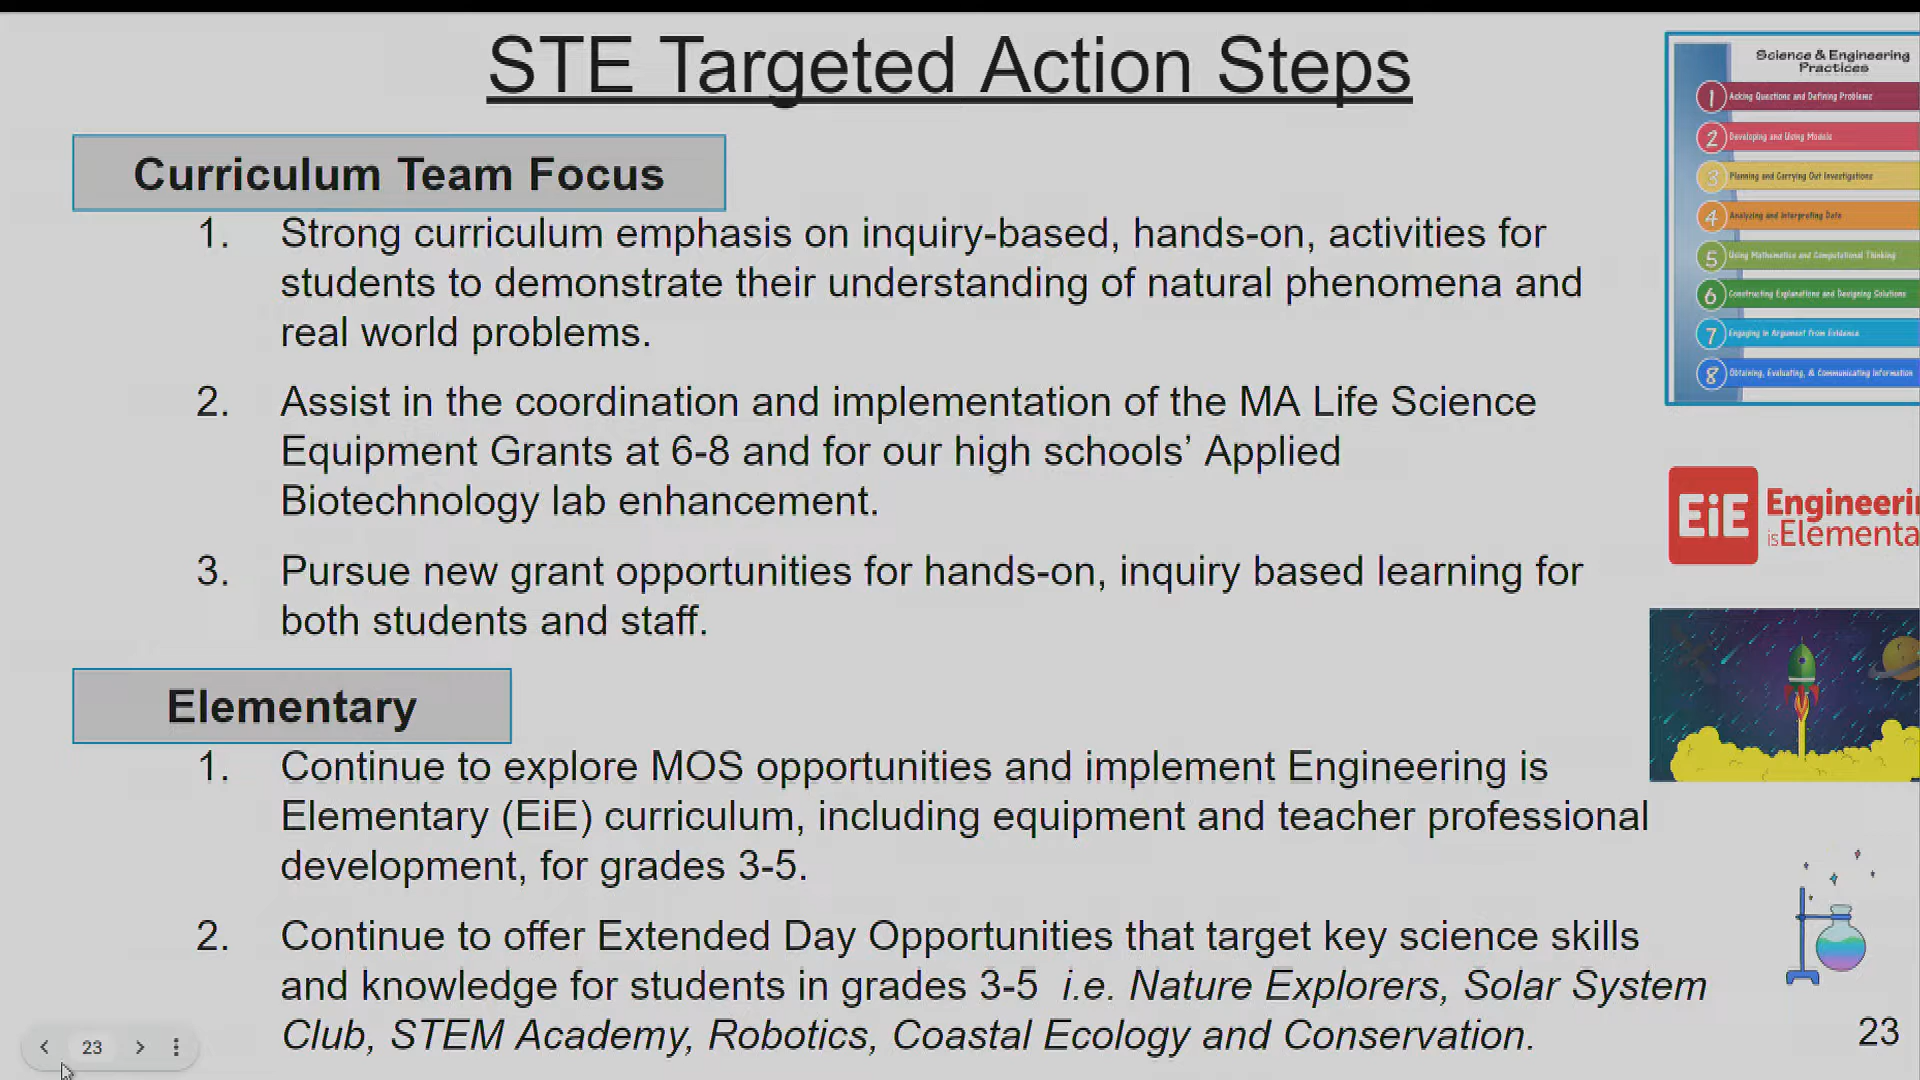 STE Targeted Action Steps
Curriculum Team Focus
1. Strong curriculum emphasis on inquiry-based, hands-on, activities for
students to demonstrate their understanding of natural phenomena and
real world problems.
2. Assist in the coordination and implementation of the MA Life Science
Equipment Grants at 6-8 and for our high schools’ Applied
Biotechnology lab enhancement.
3. Pursue new grant opportunities for hands-on, inquiry based learning for
both students and staff.
Elementary
1. Continue to explore MOS opportunities and implement Engineering is
Elementary (EiE) curriculum, including equipment and teacher professional
development, for grades 3-5.
2. Continue to offer Extended Day Opportunities that target key science skills
and knowledge for students in grades 3-5 i.e. Nature Explorers, Solar System
Club, STEM Academy, Robotics, Coastal Ecology and Conservation.
Science & Engineering
Practices
1 Asking Questions and Defining Problems
2 Developing and Using Models
3 Planning and Carrying Out Investigations
4 Analyzing and Interpreting Data
5 Using Mathematics and Computational Thinking
6 Constructing Explanations and Designing Solutions
7 Engaging in Argument from Evidence
8 Obtaining, Evaluating, & Communicating Information
EiE Engineerin
isElementa
23
23